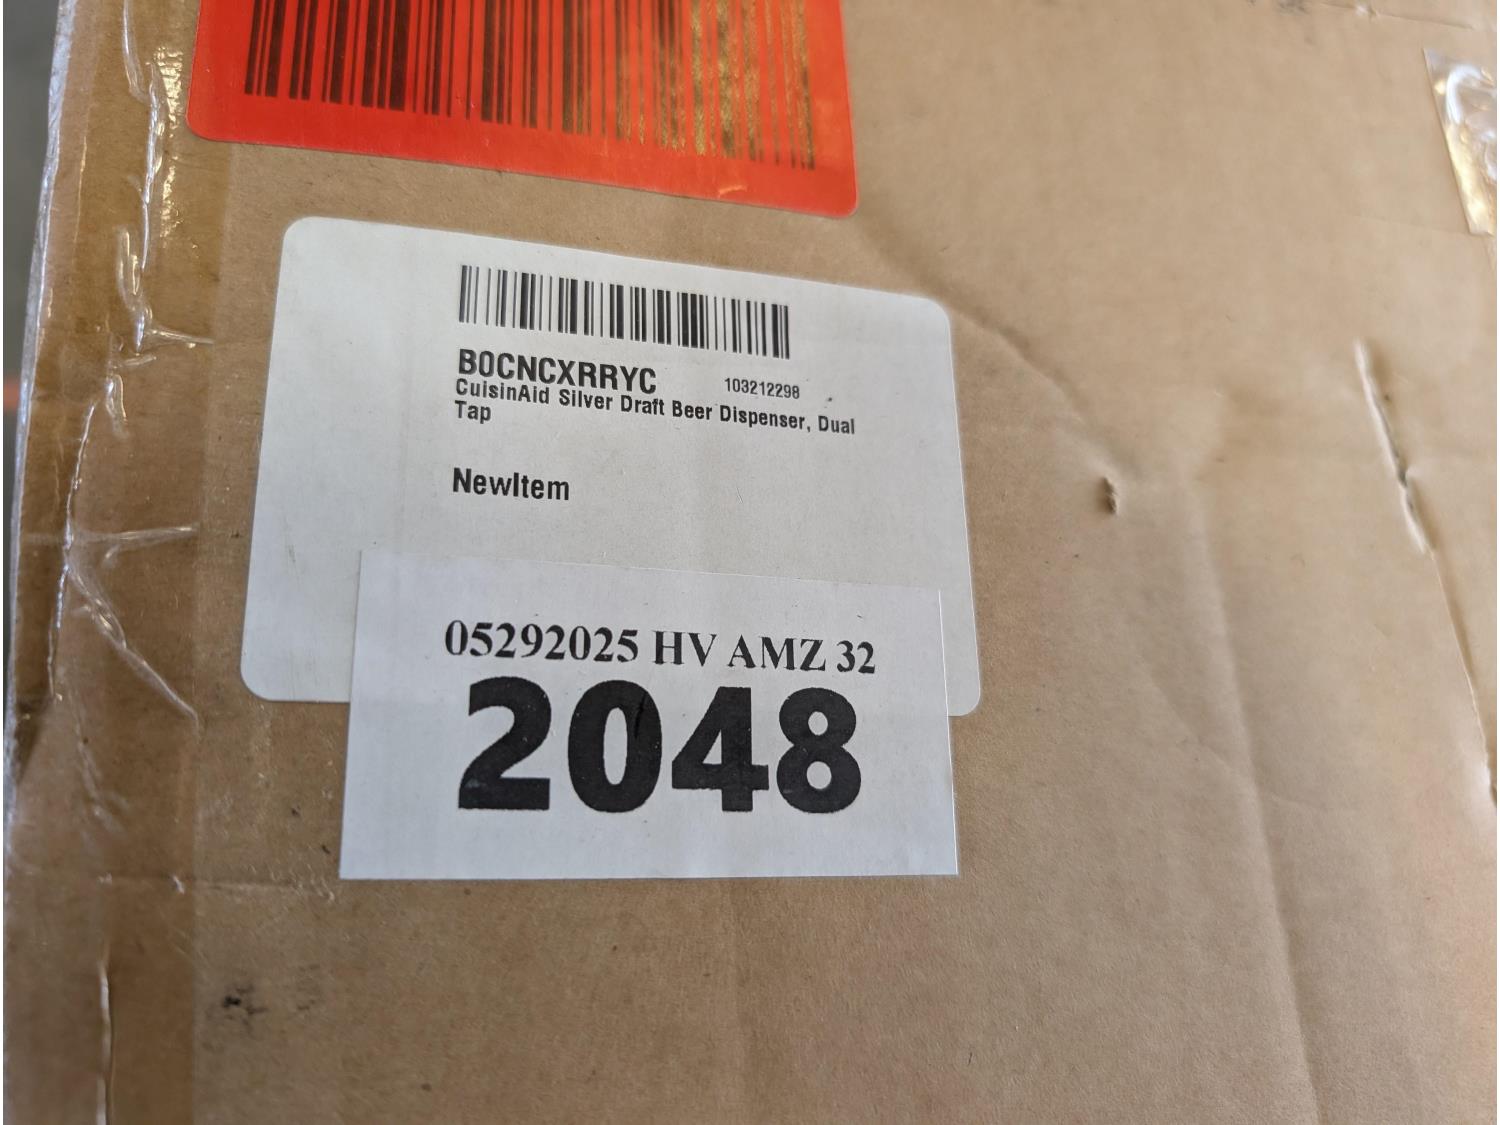 B0CNCXRRYC 103212298
CuisinAid Silver Draft Beer Dispenser, Dual
Tap
NewItem
05292025 HV AMZ 32
2048